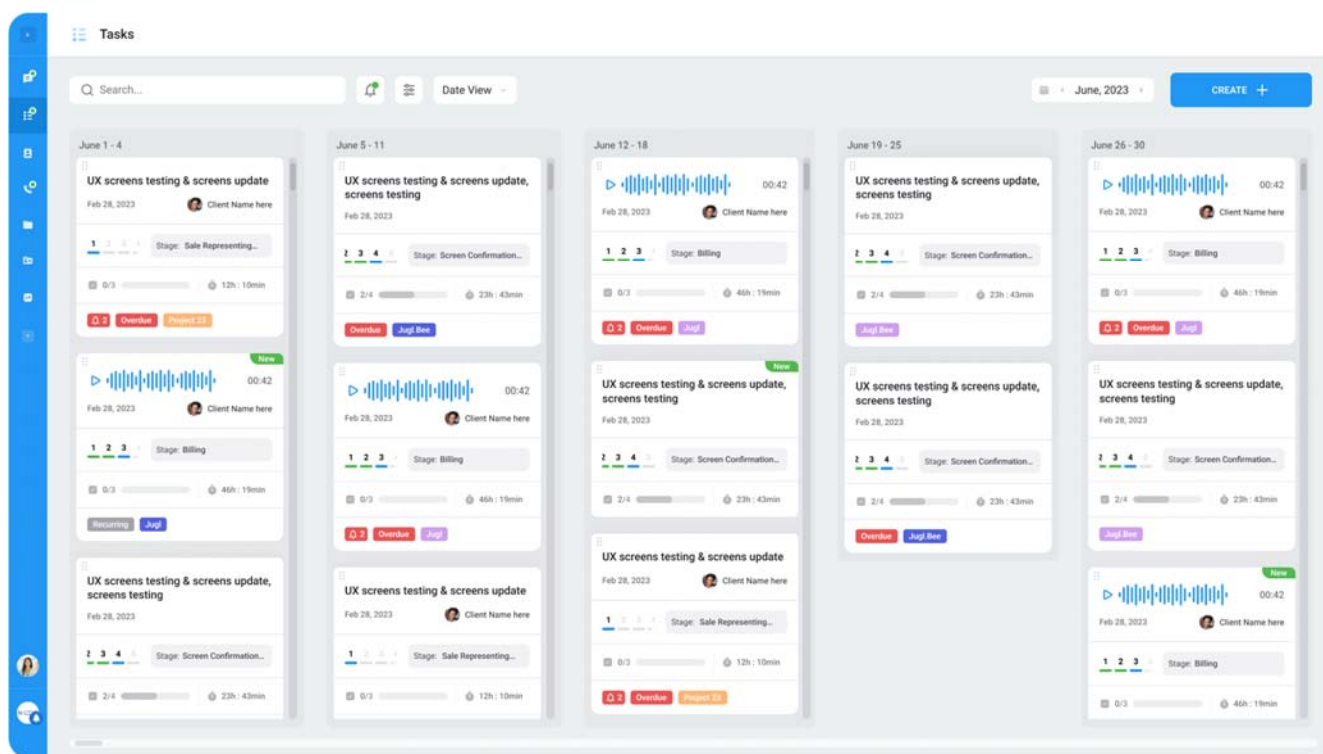 Tasks
Search...
Date View
June, 2023
CREATE
June 1 - 4
UX screens testing & screens update
Feb 28, 2023
Client Name here
1 2 3 4
Stage: Sale Representing...
0/3
12h : 10min
2
Overdue
Project 23
New
00:42
Feb 28, 2023
Client Name here
1 2 3
Stage: Billing
0/3
46h : 19min
Recurring
Jugl
UX screens testing & screens update,
screens testing
Feb 28, 2023
2 3 4
Stage: Screen Confirmation...
2/4
23h : 43min
June 5 - 11
UX screens testing & screens update,
screens testing
Feb 28, 2023
2 3 4
Stage: Screen Confirmation...
2/4
23h : 43min
Overdue
Jugl.Bee
00:42
Feb 28, 2023
Client Name here
1 2 3
Stage: Billing
0/3
46h : 19min
2
Overdue
Jugl
UX screens testing & screens update
Feb 28, 2023
Client Name here
1 2 3 4
Stage: Sale Representing...
0/3
12h : 10min
June 12 - 18
00:42
Feb 28, 2023
Client Name here
1 2 3
Stage: Billing
0/3
46h : 19min
2
Overdue
Jugl
New
UX screens testing & screens update,
screens testing
Feb 28, 2023
2 3 4
Stage: Screen Confirmation...
2/4
23h : 43min
UX screens testing & screens update
Feb 28, 2023
Client Name here
1 2 3
Stage: Sale Representing...
0/3
12h : 10min
2
Overdue
Project 23
June 19 - 25
UX screens testing & screens update,
screens testing
Feb 28, 2023
2 3 4
Stage: Screen Confirmation...
2/4
23h : 43min
Jugl.Bee
UX screens testing & screens update,
screens testing
Feb 28, 2023
2 3 4
Stage: Screen Confirmation...
2/4
23h : 43min
Overdue
Jugl.Bee
June 26 - 30
00:42
Feb 28, 2023
Client Name here
1 2 3
Stage: Billing
0/3
46h : 19min
2
Overdue
Jugl
UX screens testing & screens update,
screens testing
Feb 28, 2023
2 3 4
Stage: Screen Confirmation...
2/4
23h : 43min
Jugl.Bee
New
00:42
Feb 28, 2023
Client Name here
1 2 3
Stage: Billing
0/3
46h : 19min